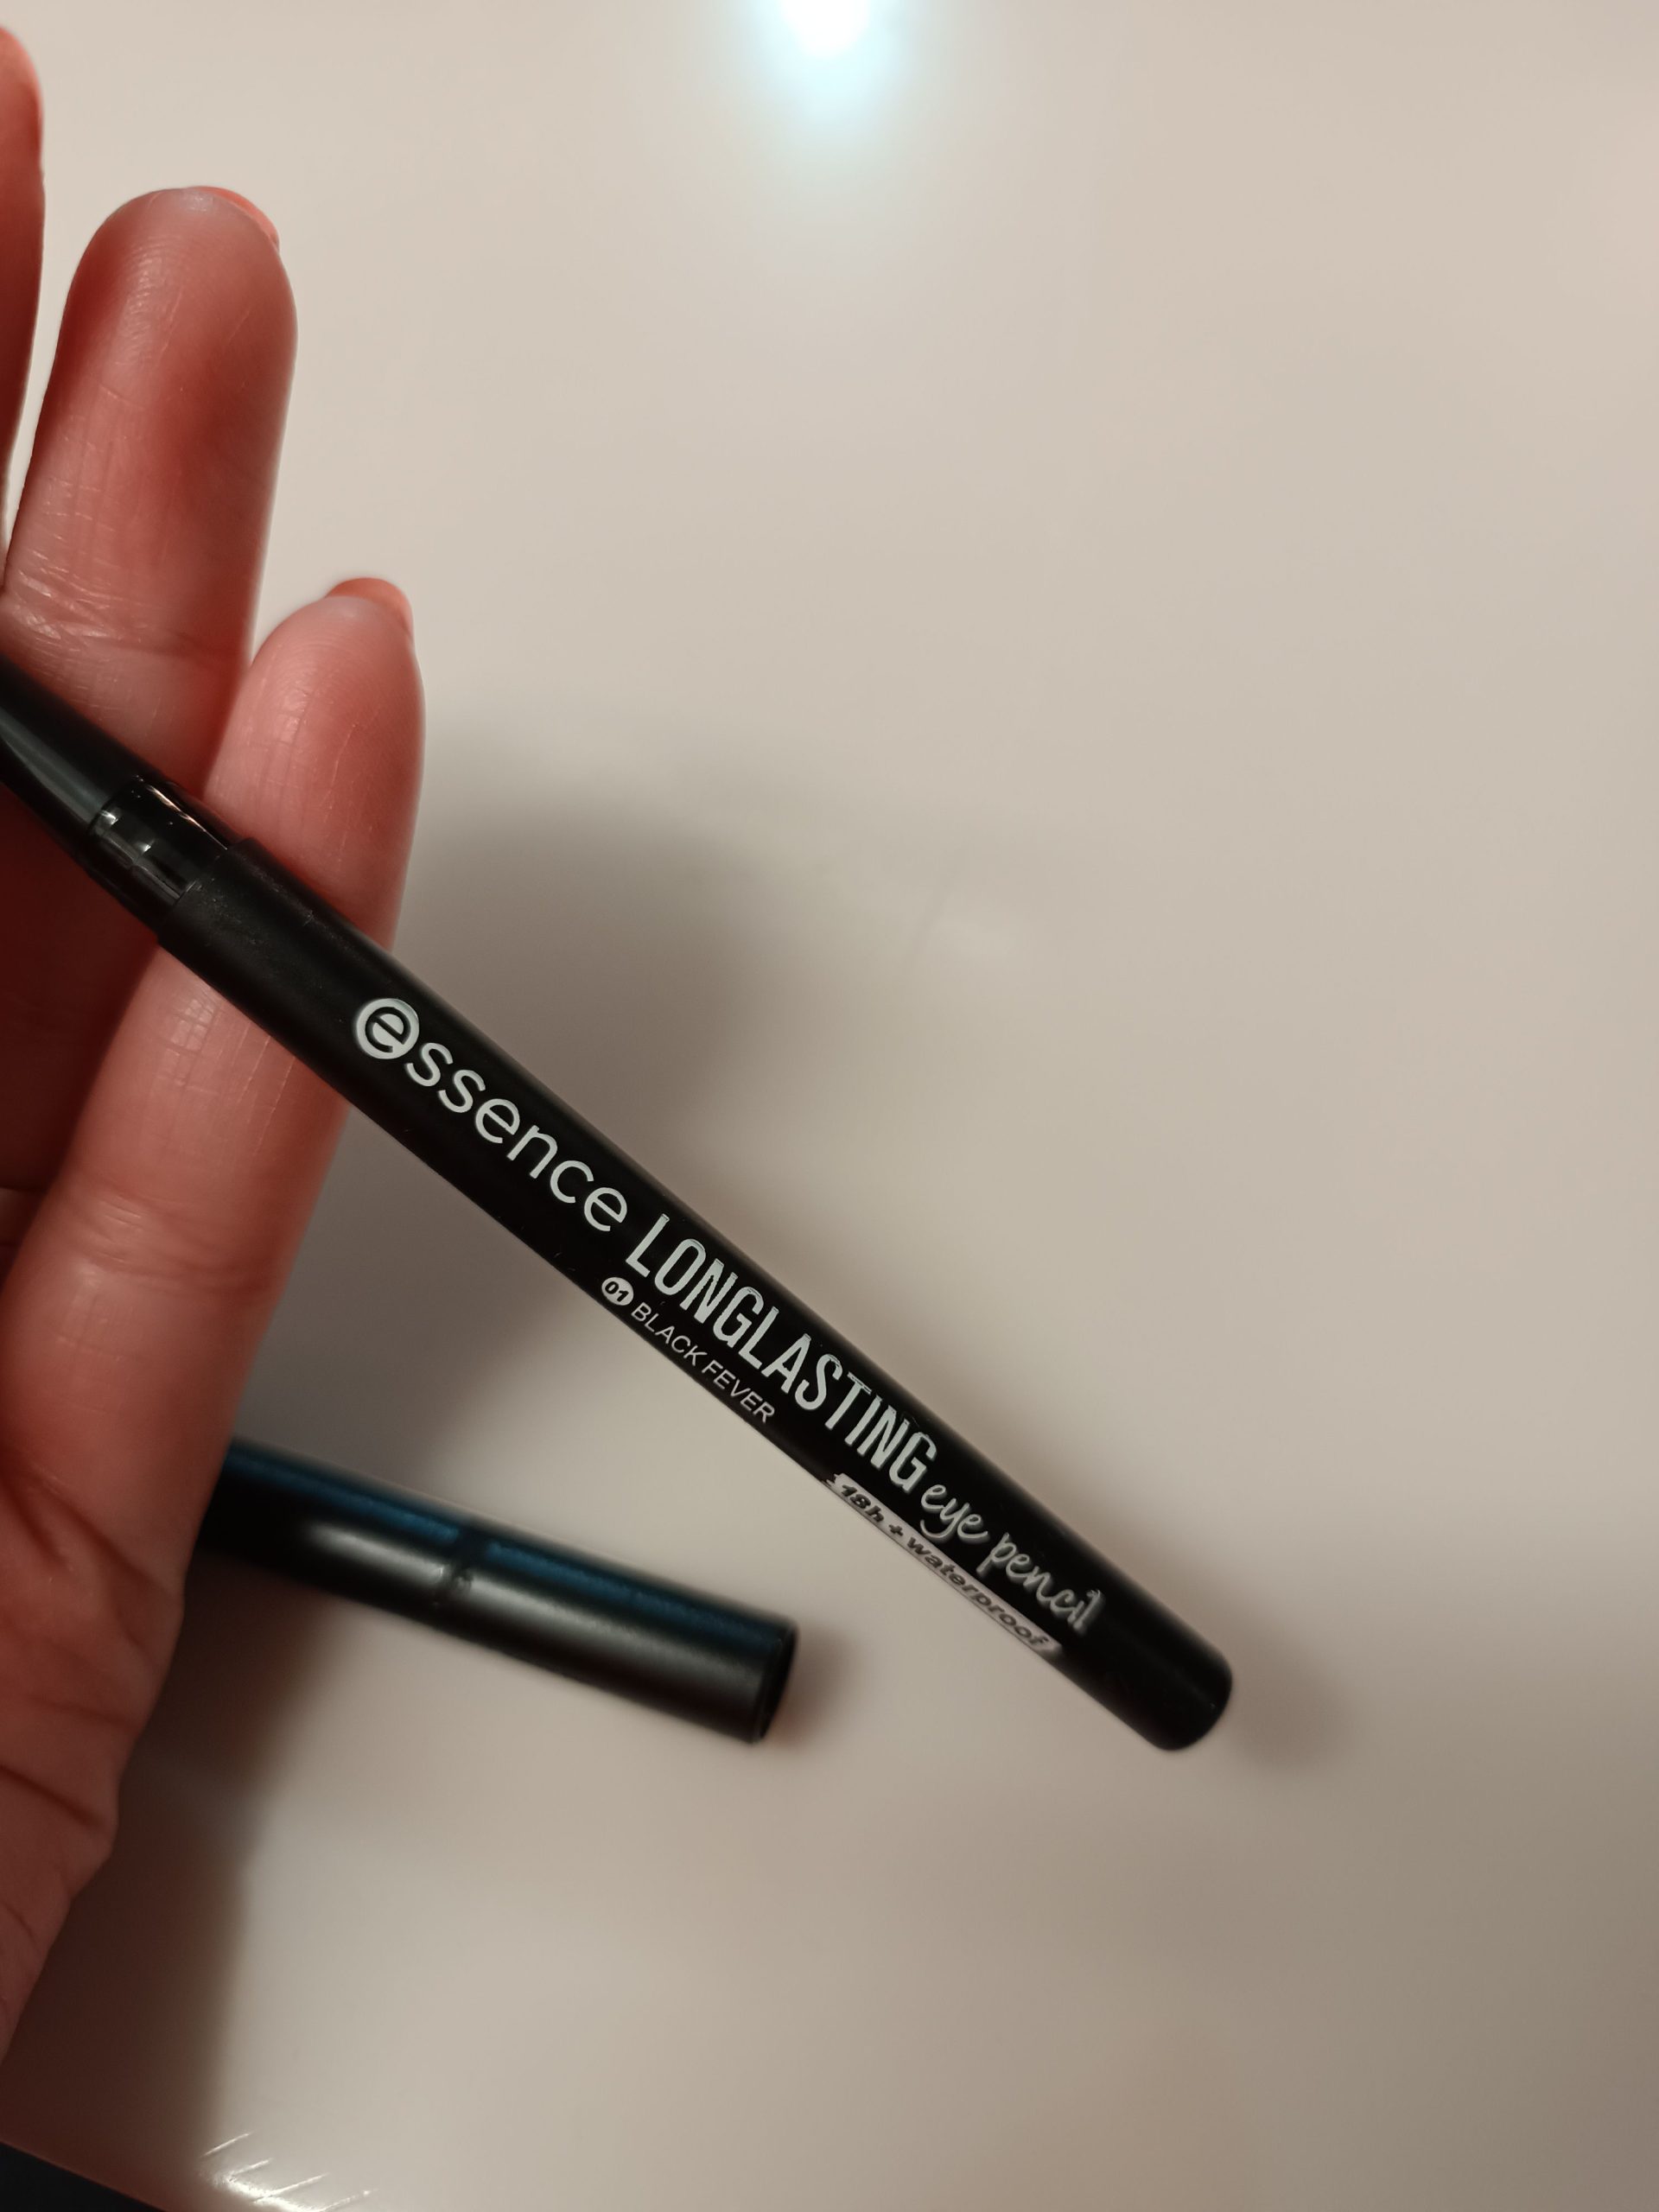 essence LONGLASTING eye pencil
01 BLACK FEVER
18h + waterproof